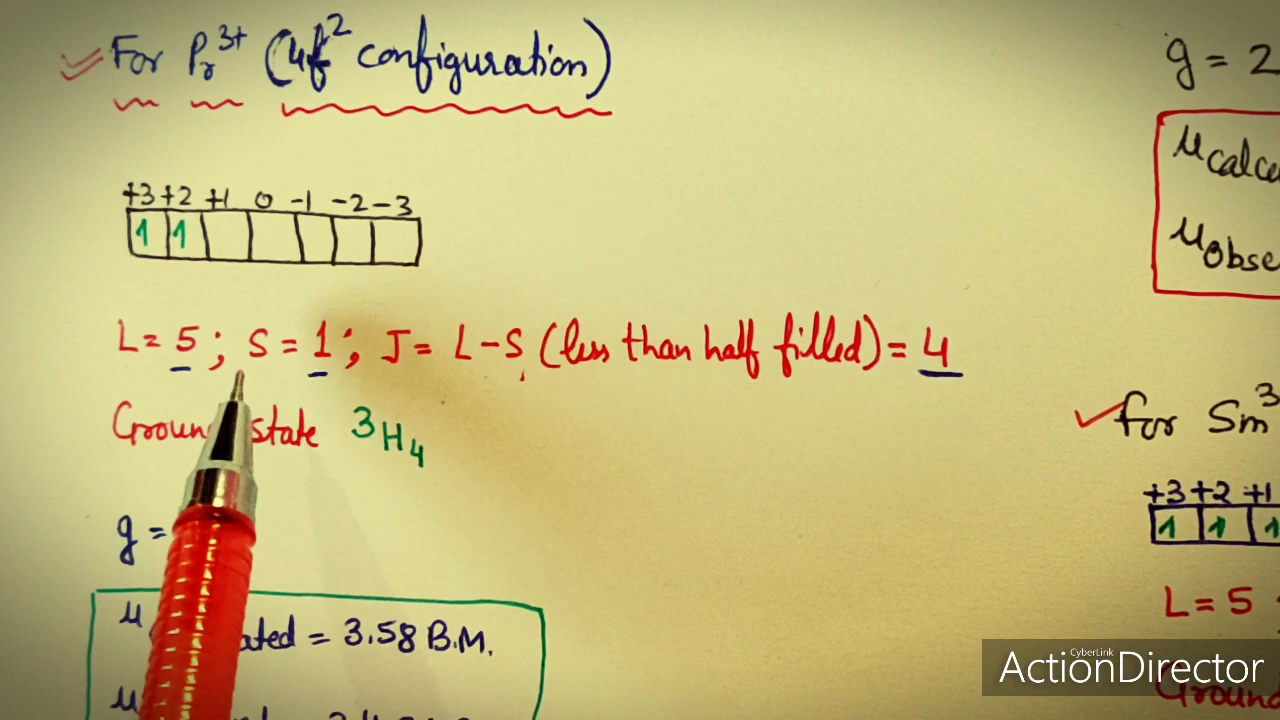 For Pr3+ (4f2 configuration)
+3 +2 +1 0 -1 -2 -3
1 1
L = 5 ; S = 1 ; J = L - S (less than half filled) = 4
Ground state 3H4
g =
μ ated = 3.58 B.M.
μ
g = 2
μcalcu
μObse
For Sm3
+3 +2 +1
1 1 1
L = 5
Ground
CyberLink
ActionDirector